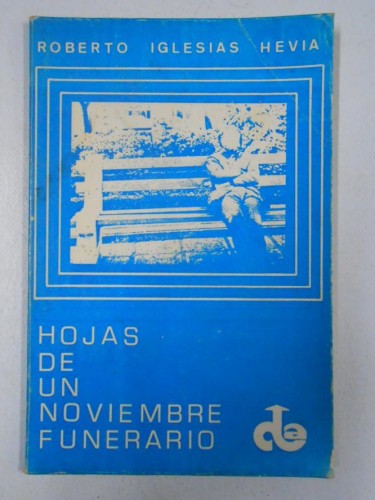 ROBERTO IGLESIAS HEVIA
HOJAS
DE
UN
NOVIEMBRE
FUNERARIO